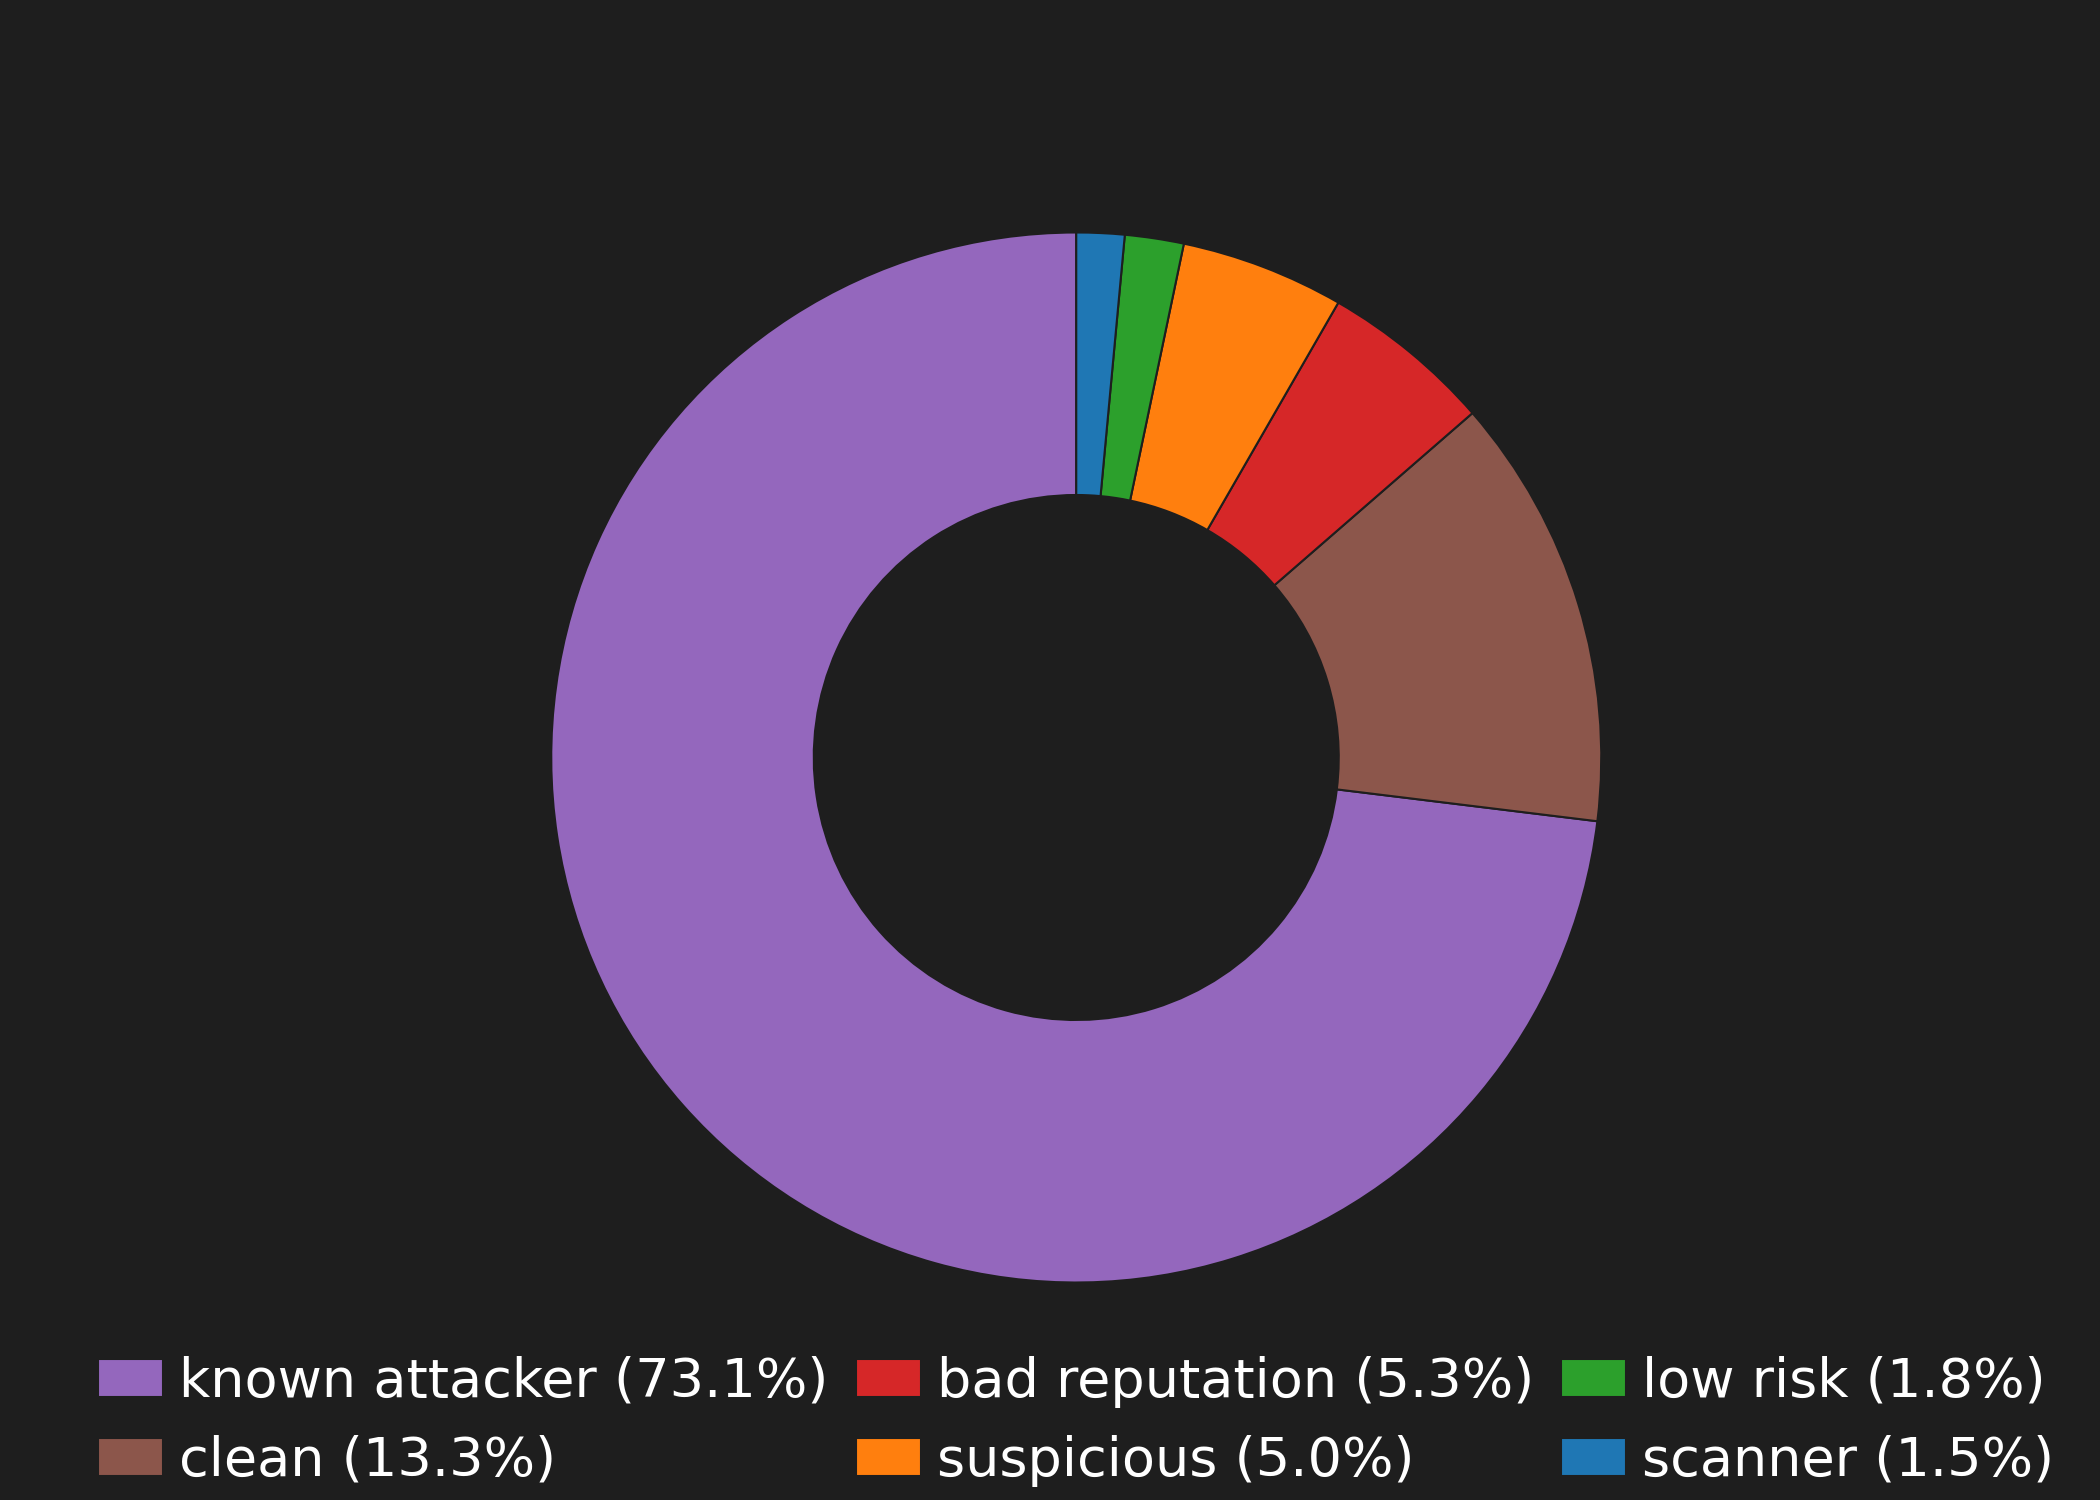 known attacker (73.1%)
clean (13.3%)
bad reputation (5.3%)
suspicious (5.0%)
low risk (1.8%)
scanner (1.5%)